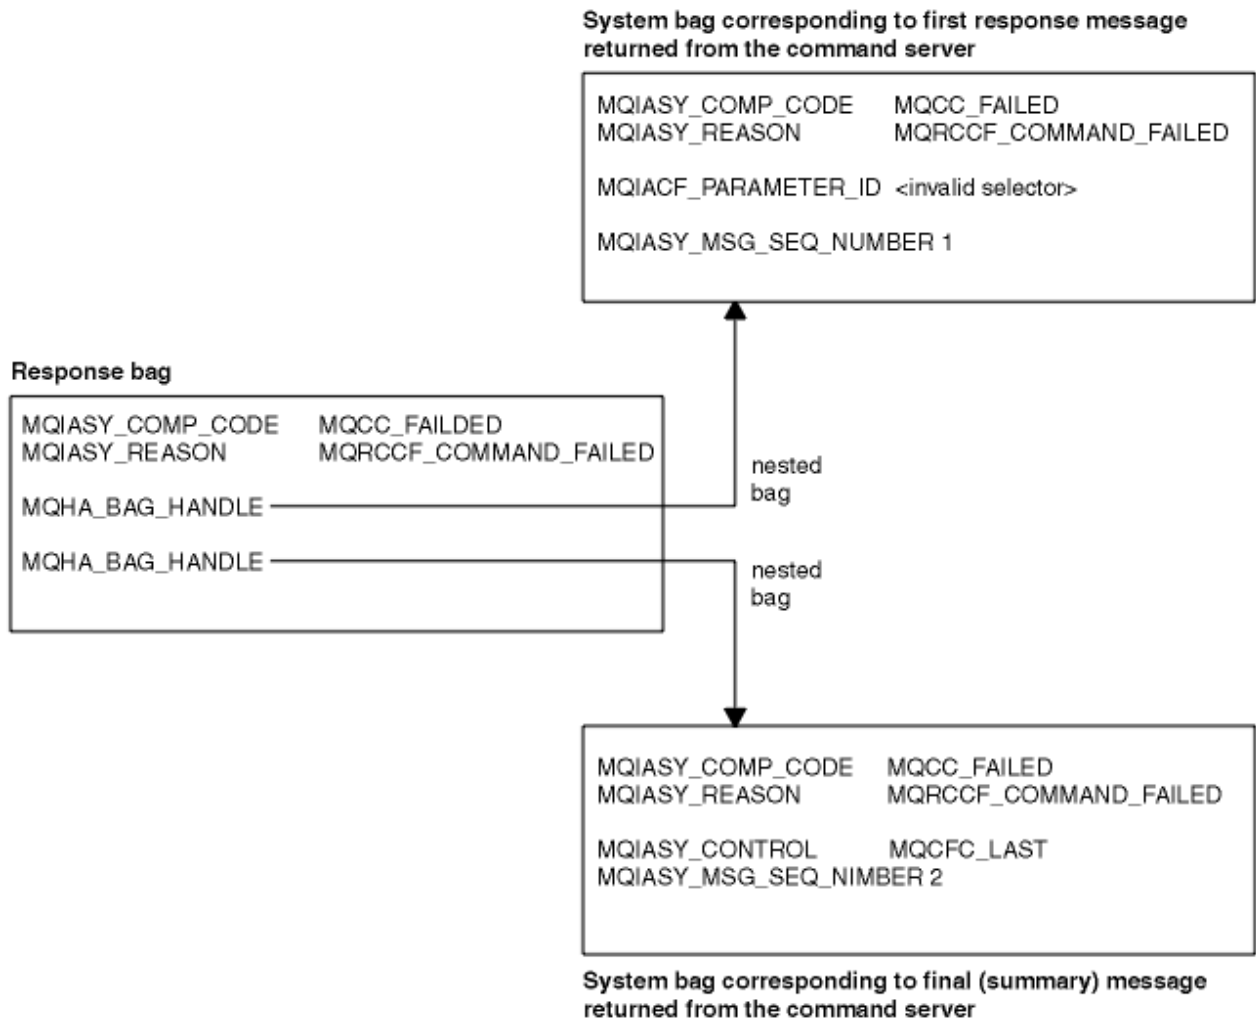 System bag corresponding to first response message
returned from the command server
MQIASY_COMP_CODE MQCC_FAILED
MQIASY_REASON MQRCCF_COMMAND_FAILED
MQIACF_PARAMETER_ID <invalid selector>
MQIASY_MSG_SEQ_NUMBER 1
Response bag
MQIASY_COMP_CODE MQCC_FAILDED
MQIASY_REASON MQRCCF_COMMAND_FAILED
MQHA_BAG_HANDLE
nested
bag
MQHA_BAG_HANDLE
nested
bag
MQIASY_COMP_CODE MQCC_FAILED
MQIASY_REASON MQRCCF_COMMAND_FAILED
MQIASY_CONTROL MQCFC_LAST
MQIASY_MSG_SEQ_NIMBER 2
System bag corresponding to final (summary) message
returned from the command server